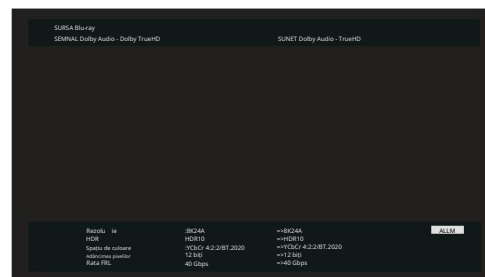 SURSA Blu-ray
SEMNAL Dolby Audio - Dolby TrueHD SUNET Dolby Audio - TrueHD
Rezolu ie :8K24A =>8K24A ALLM
HDR HDR10 =>HDR10
Spațiu de culoare :YCbCr 4:2:2/BT.2020 =>YCbCr 4:2:2/BT.2020
Adâncimea pixelilor 12 biți =>12 biți
Rata FRL 40 Gbps =>40 Gbps